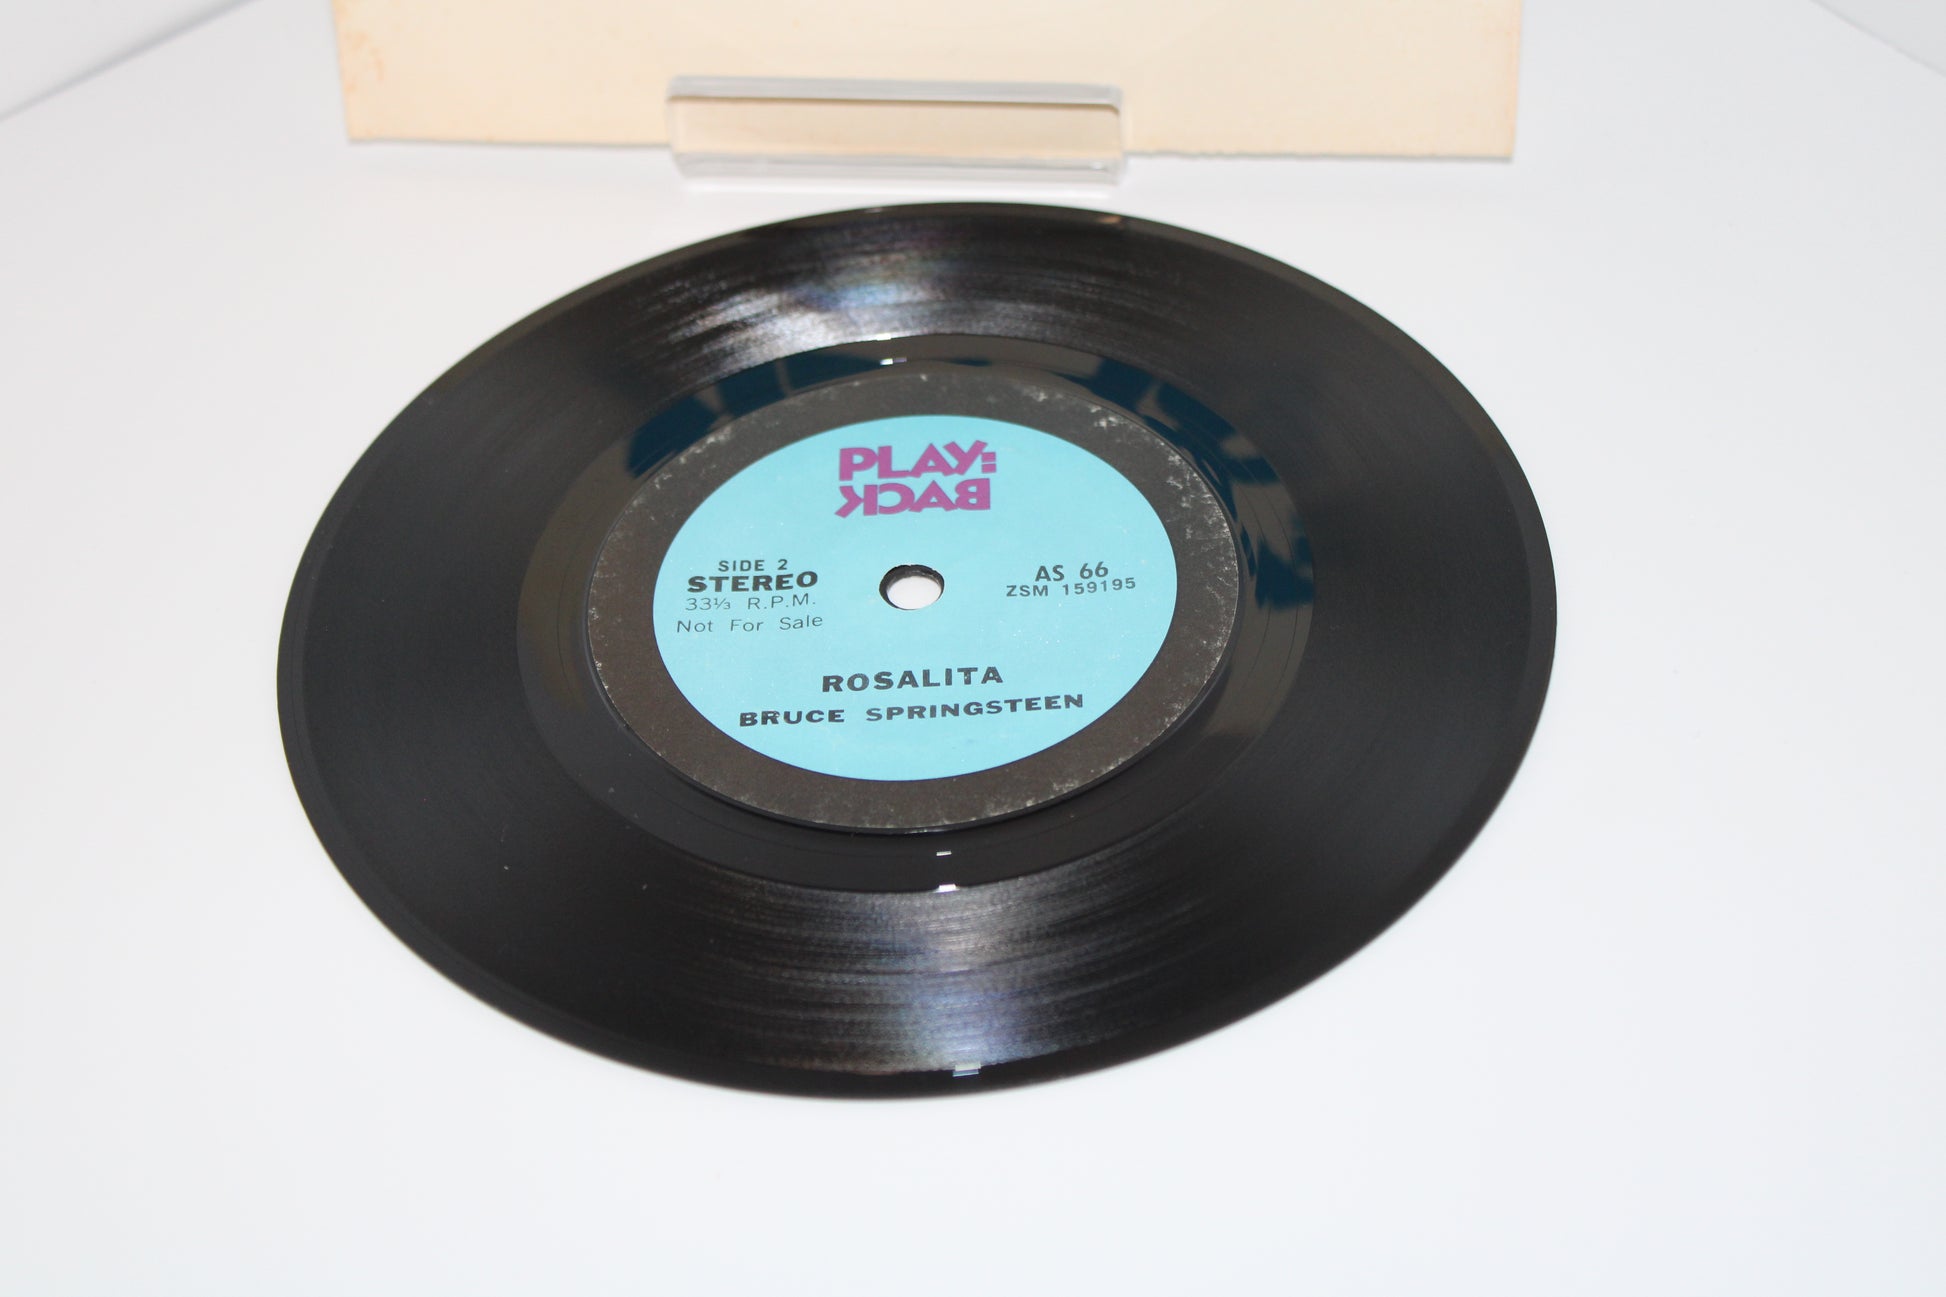 PLAY:
BACK
SIDE 2
STEREO
33⅓ R.P.M.
Not For Sale
AS 66
ZSM 159195
ROSALITA
BRUCE SPRINGSTEEN